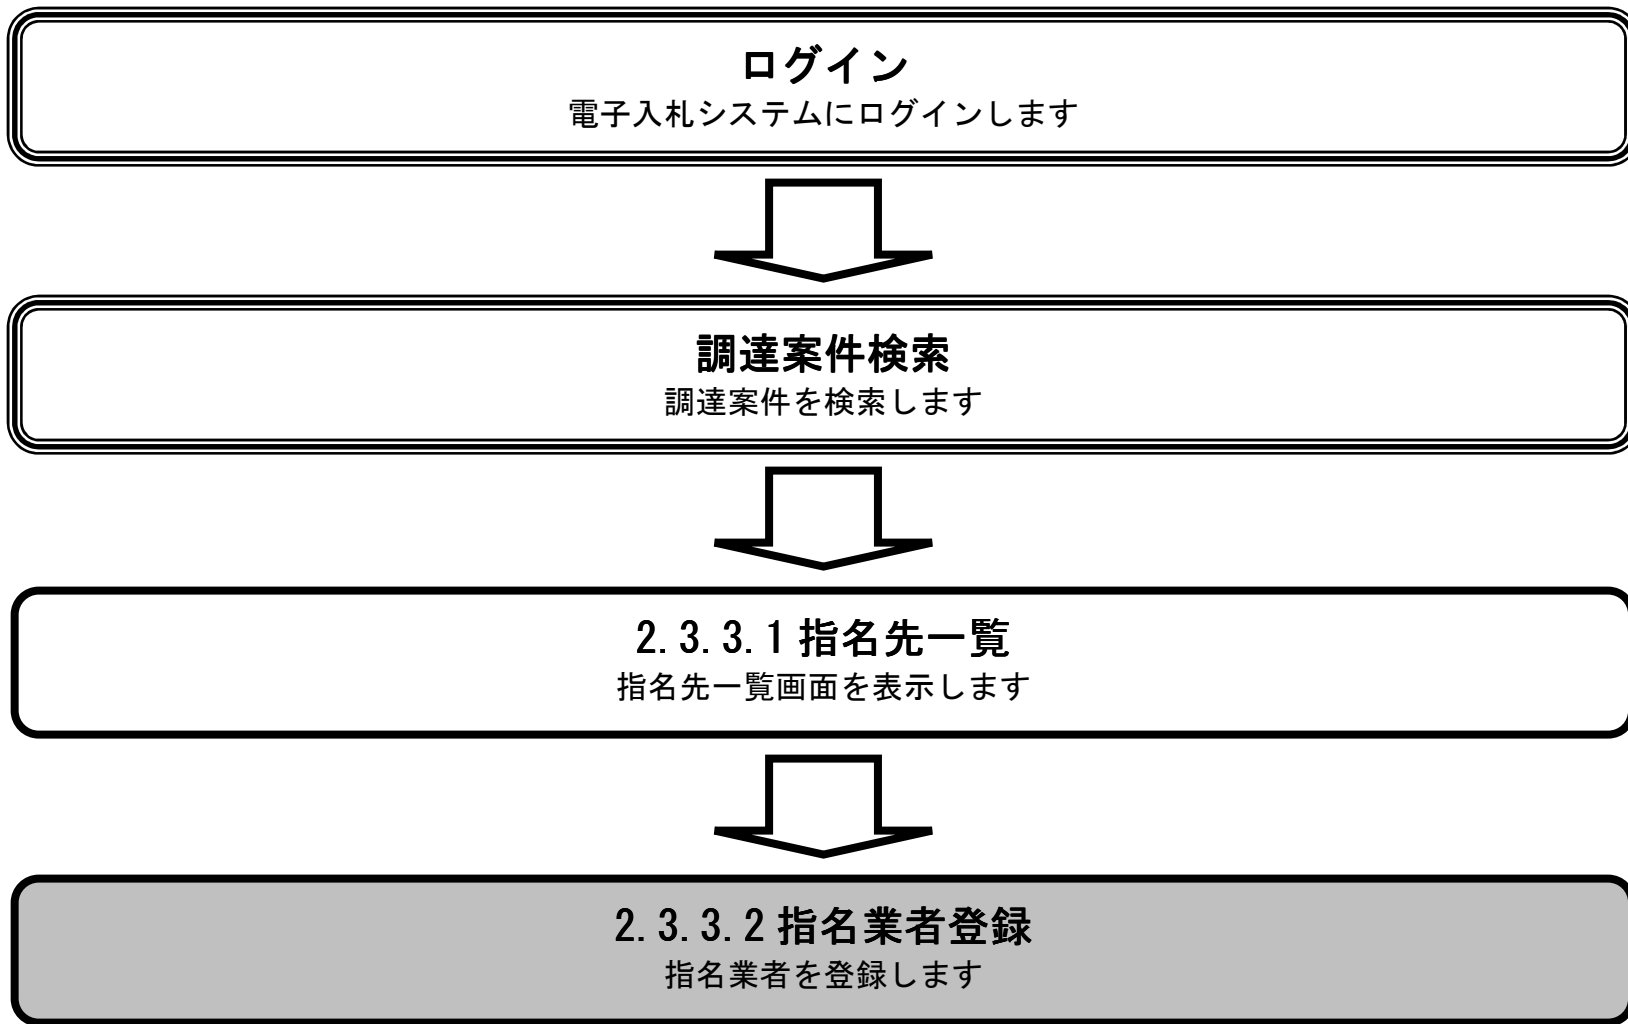 ログイン
電子入札システムにログインします
調達案件検索
調達案件を検索します
2.3.3.1 指名先一覧
指名先一覧画面を表示します
2.3.3.2 指名業者登録
指名業者を登録します